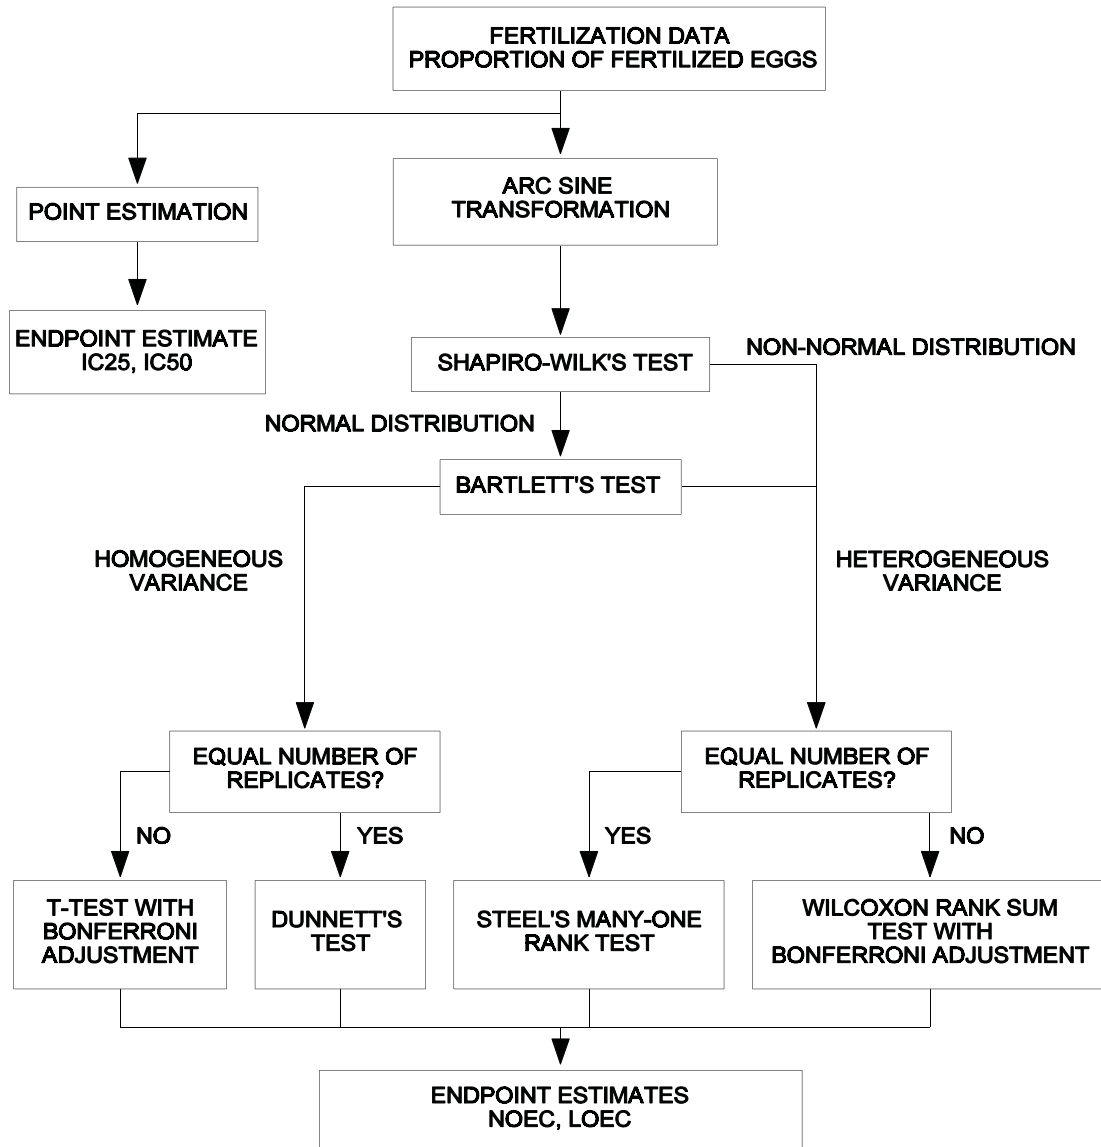 FERTILIZATION DATA
PROPORTION OF FERTILIZED EGGS
ARC SINE
TRANSFORMATION
POINT ESTIMATION
ENDPOINT ESTIMATE
IC25, IC50
SHAPIRO-WILK'S TEST
NON-NORMAL DISTRIBUTION
NORMAL DISTRIBUTION
BARTLETT'S TEST
HOMOGENEOUS
VARIANCE
HETEROGENEOUS
VARIANCE
EQUAL NUMBER OF
REPLICATES?
EQUAL NUMBER OF
REPLICATES?
NO
YES
YES
NO
T-TEST WITH
BONFERRONI
ADJUSTMENT
DUNNETT'S
TEST
STEEL'S MANY-ONE
RANK TEST
WILCOXON RANK SUM
TEST WITH
BONFERRONI ADJUSTMENT
ENDPOINT ESTIMATES
NOEC, LOEC